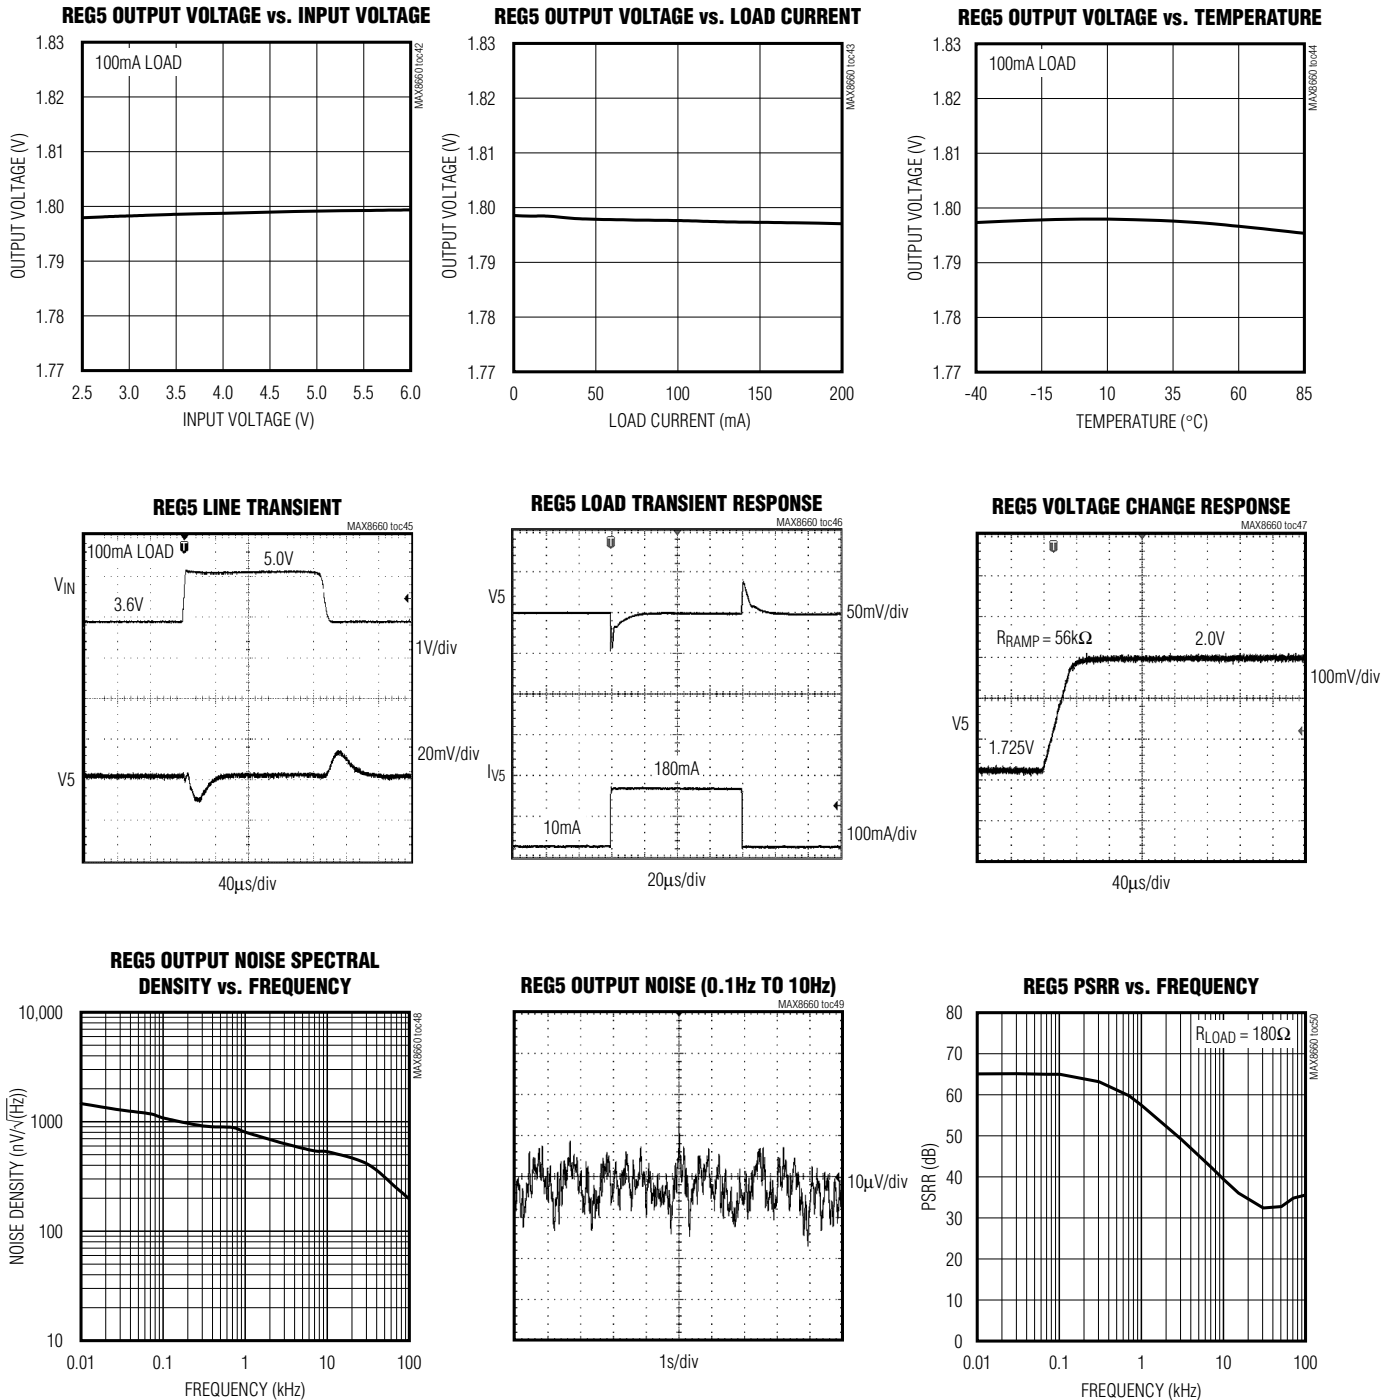 REG5 OUTPUT VOLTAGE vs. INPUT VOLTAGE
MAX8660 toc42
100mA LOAD
OUTPUT VOLTAGE (V)
1.83
1.82
1.81
1.80
1.79
1.78
1.77
2.5 3.0 3.5 4.0 4.5 5.0 5.5 6.0
INPUT VOLTAGE (V)
REG5 OUTPUT VOLTAGE vs. LOAD CURRENT
MAX8660 toc43
OUTPUT VOLTAGE (V)
1.83
1.82
1.81
1.80
1.79
1.78
1.77
0 50 100 150 200
LOAD CURRENT (mA)
REG5 OUTPUT VOLTAGE vs. TEMPERATURE
MAX8660 toc44
100mA LOAD
OUTPUT VOLTAGE (V)
1.83
1.82
1.81
1.80
1.79
1.78
1.77
-40 -15 10 35 60 85
TEMPERATURE (°C)
REG5 LINE TRANSIENT
MAX8660 toc45
100mA LOAD
T
5.0V
VIN
3.6V
1V/div
20mV/div
V5
40µs/div
REG5 LOAD TRANSIENT RESPONSE
MAX8660 toc46
T
V5
50mV/div
IV5
180mA
10mA
100mA/div
20µs/div
REG5 VOLTAGE CHANGE RESPONSE
MAX8660 toc47
T
RRAMP = 56kΩ
2.0V
100mV/div
V5
1.725V
40µs/div
REG5 OUTPUT NOISE SPECTRAL
DENSITY vs. FREQUENCY
MAX8660 toc48
NOISE DENSITY (nV/√(Hz)
10,000
1000
100
10
0.01 0.1 1 10 100
FREQUENCY (kHz)
REG5 OUTPUT NOISE (0.1Hz TO 10Hz)
MAX8660 toc49
10µV/div
1s/div
REG5 PSRR vs. FREQUENCY
MAX8660 toc50
RLOAD = 180Ω
PSRR (dB)
80
70
60
50
40
30
20
10
0
0.01 0.1 1 10 100
FREQUENCY (kHz)